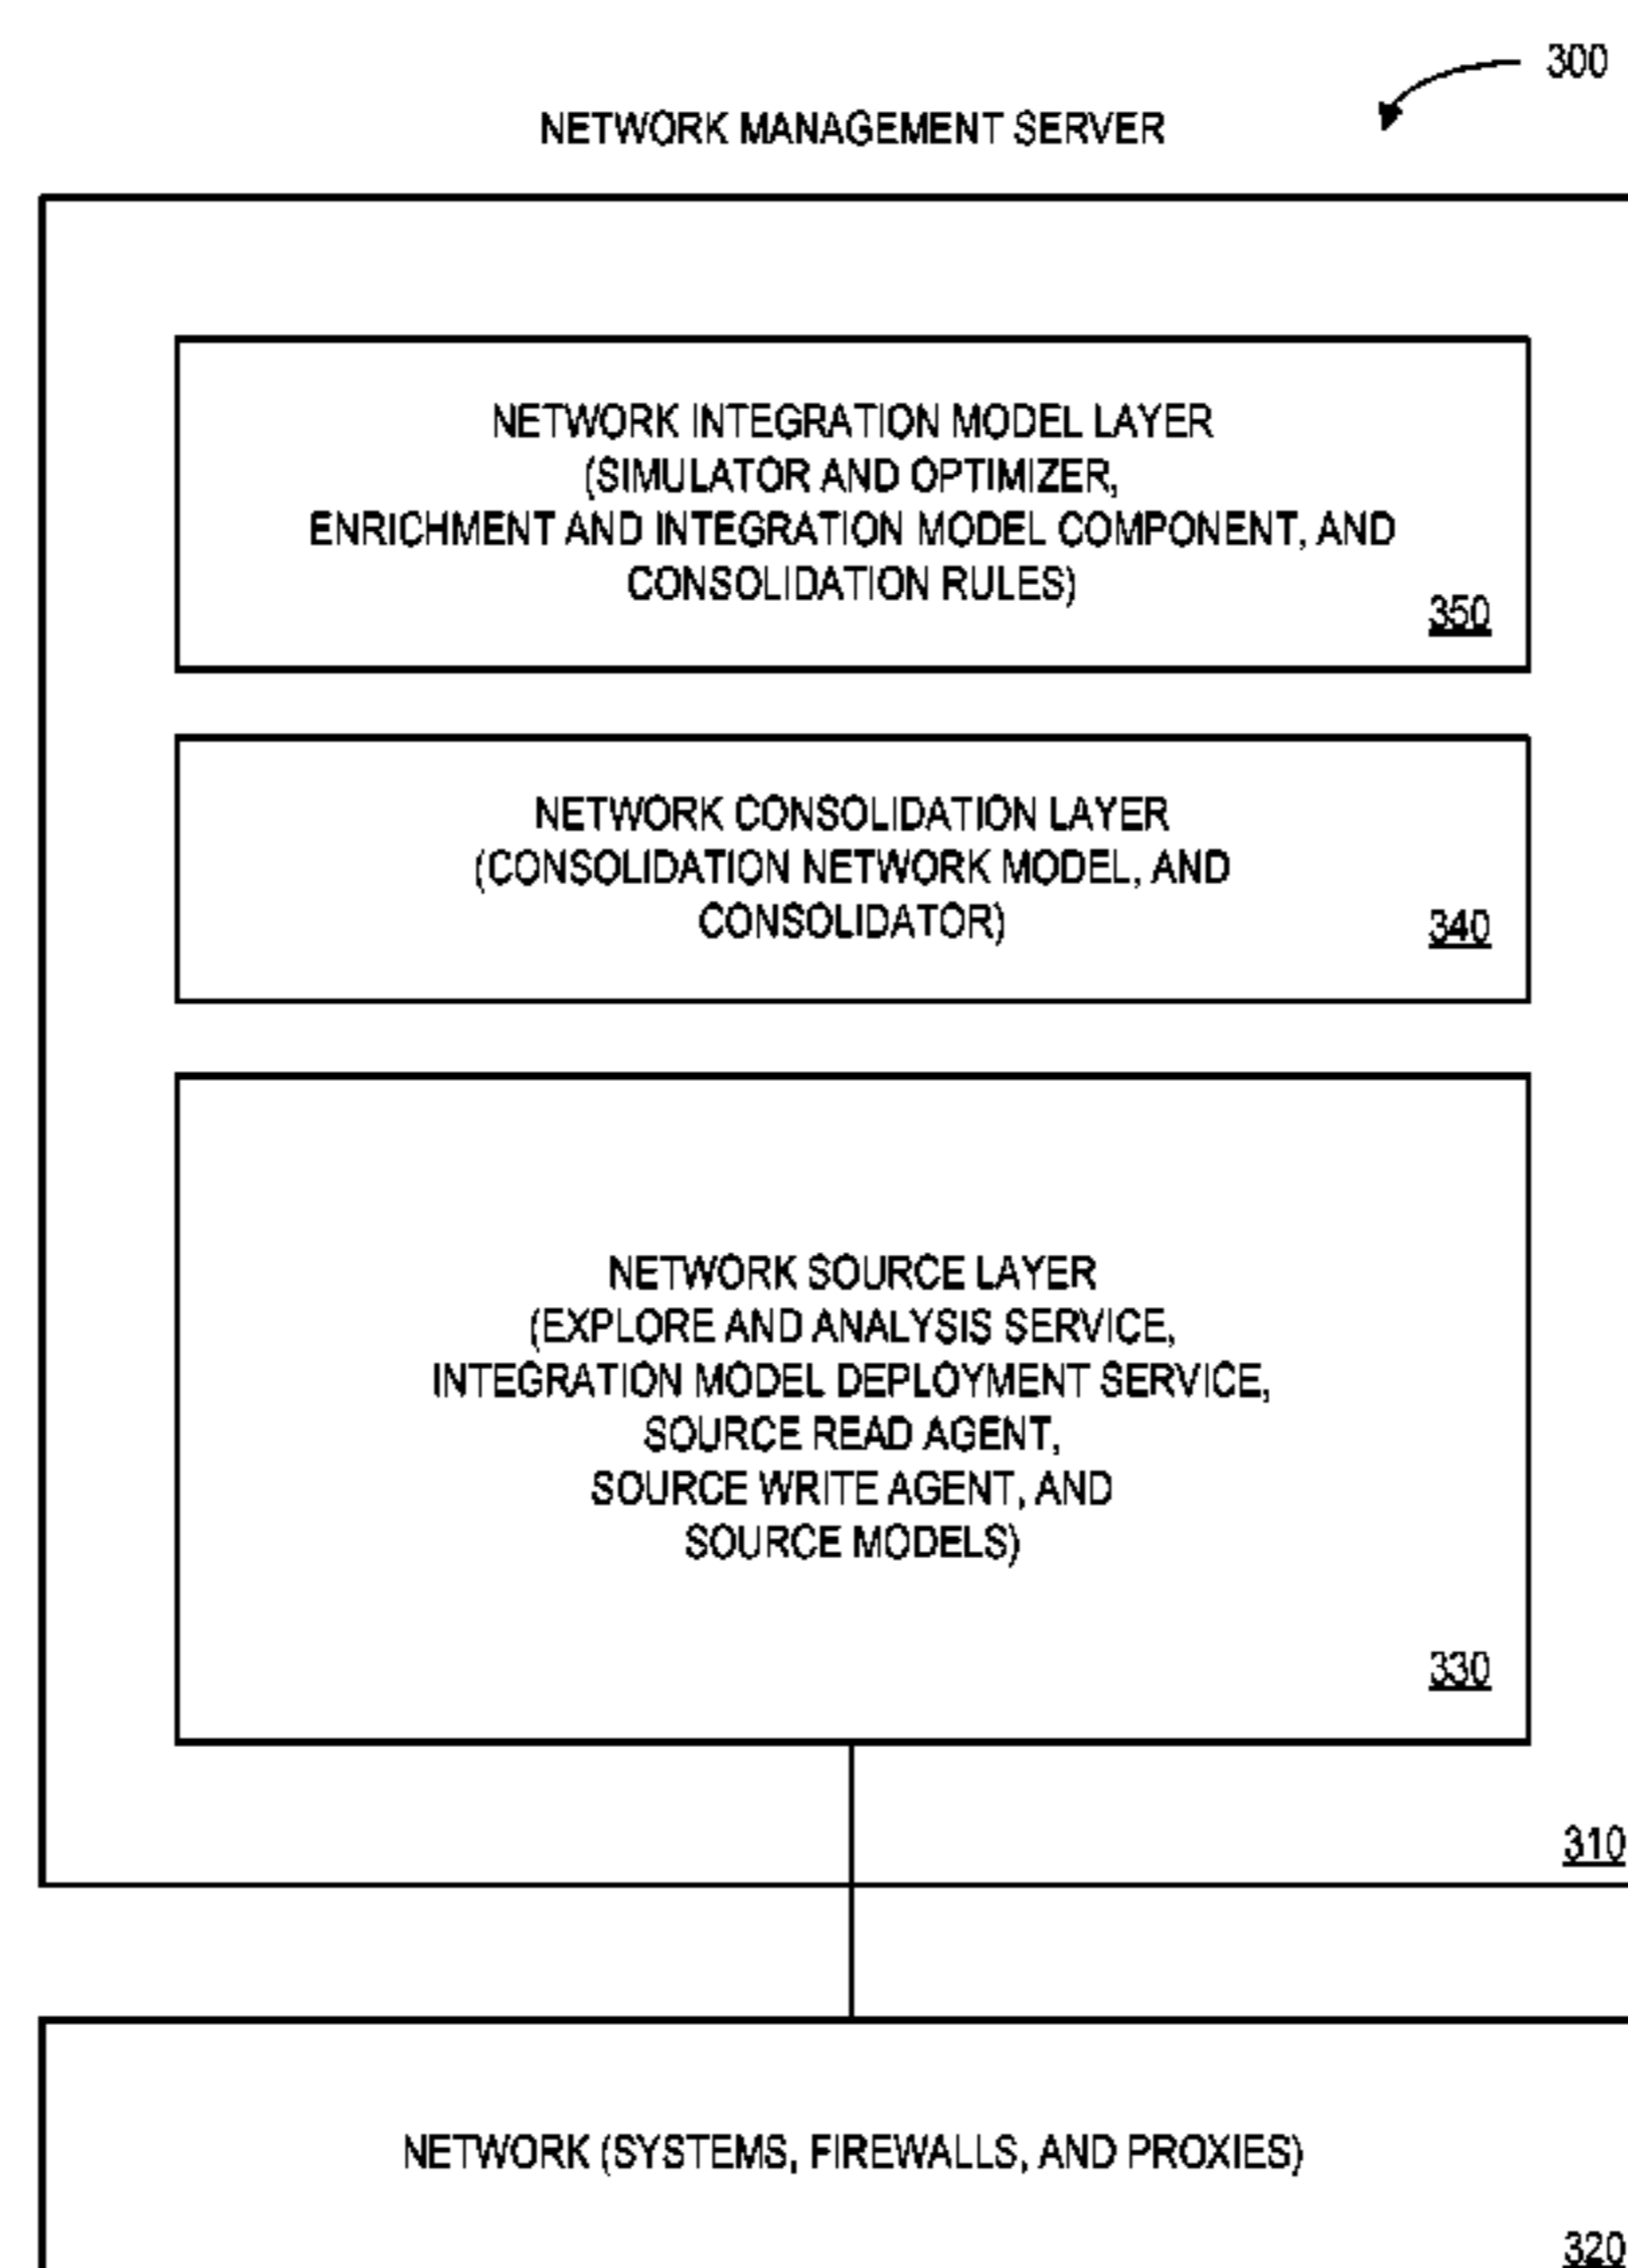 300
NETWORK MANAGEMENT SERVER
NETWORK INTEGRATION MODEL LAYER
(SIMULATOR AND OPTIMIZER,
ENRICHMENT AND INTEGRATION MODEL COMPONENT, AND
CONSOLIDATION RULES)
350
NETWORK CONSOLIDATION LAYER
(CONSOLIDATION NETWORK MODEL, AND
CONSOLIDATOR)
340
NETWORK SOURCE LAYER
(EXPLORE AND ANALYSIS SERVICE,
INTEGRATION MODEL DEPLOYMENT SERVICE,
SOURCE READ AGENT,
SOURCE WRITE AGENT, AND
SOURCE MODELS)
330
310
NETWORK (SYSTEMS, FIREWALLS, AND PROXIES)
320